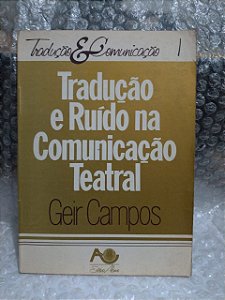 Tradução & Comunicação 1
Tradução
e Ruído na
Comunicação
Teatral
Geir Campos